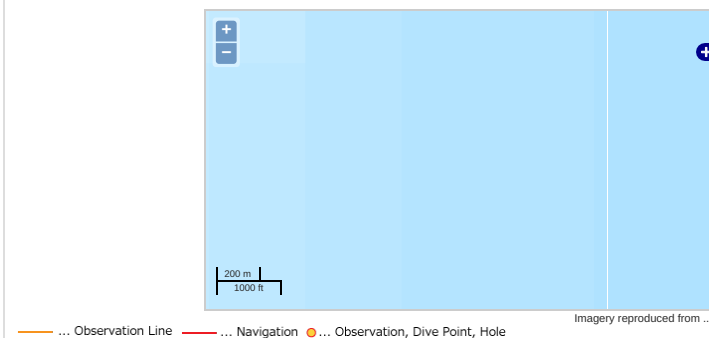 +
−
200 m
1000 ft
Imagery reproduced from ...
... Observation Line ... Navigation ... Observation, Dive Point, Hole